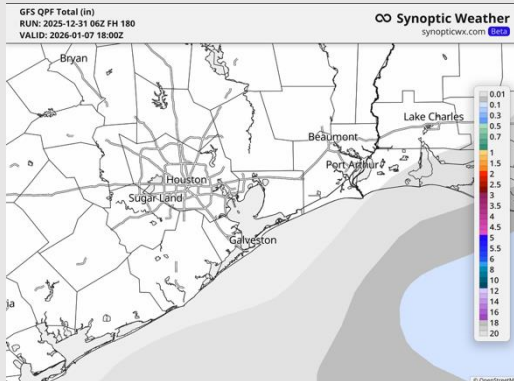 GFS QPF Total (in)
RUN: 2025-12-31 06Z FH 180
VALID: 2026-01-07 18:00Z
Synoptic Weather
synopticwx.com Beta
Bryan
Lake Charles
Beaumont
Port Arthur
Houston
Sugar Land
Galveston
ia
0.01
0.1
0.3
0.5
0.7
1
1.5
2
2.5
3
3.5
4
4.5
5
5.5
6
8
10
12
14
16
18
20
© OpenStreetM